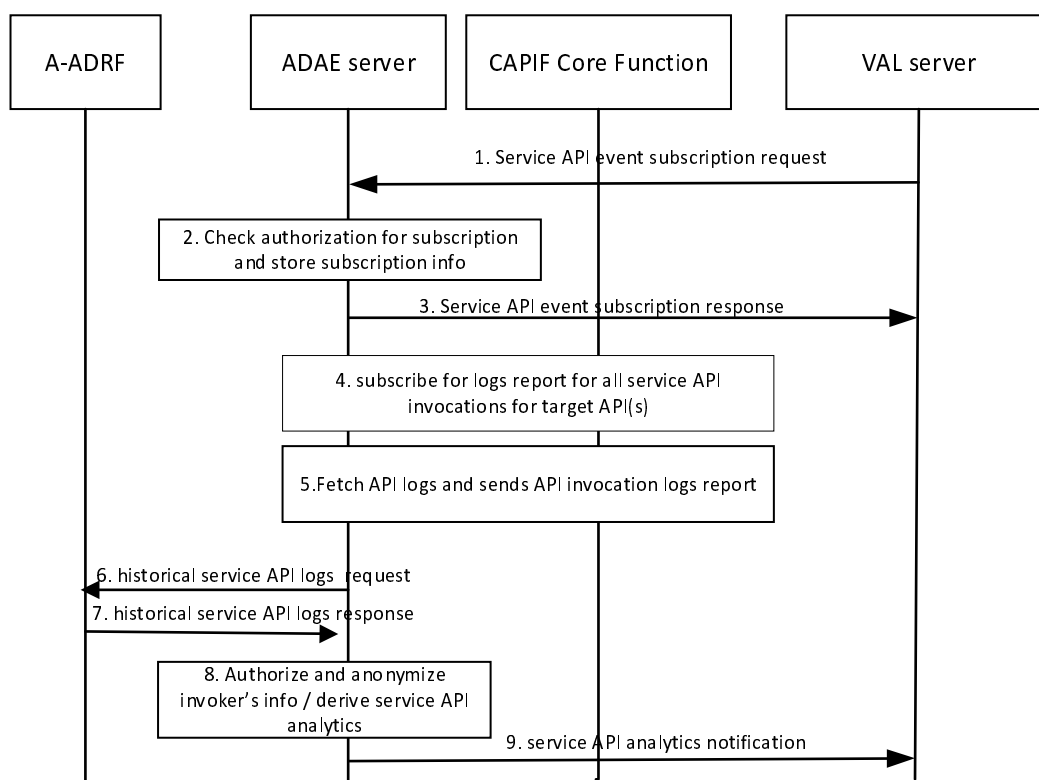 A-ADRF
ADAE server
CAPIF Core Function
VAL server
1. Service API event subscription request
2. Check authorization for subscription
and store subscription info
3. Service API event subscription response
4. subscribe for logs report for all service API
invocations for target API(s)
5.Fetch API logs and sends API invocation logs report
6. historical service API logs request
7. historical service API logs response
8. Authorize and anonymize
invoker’s info / derive service API
analytics
9. service API analytics notification